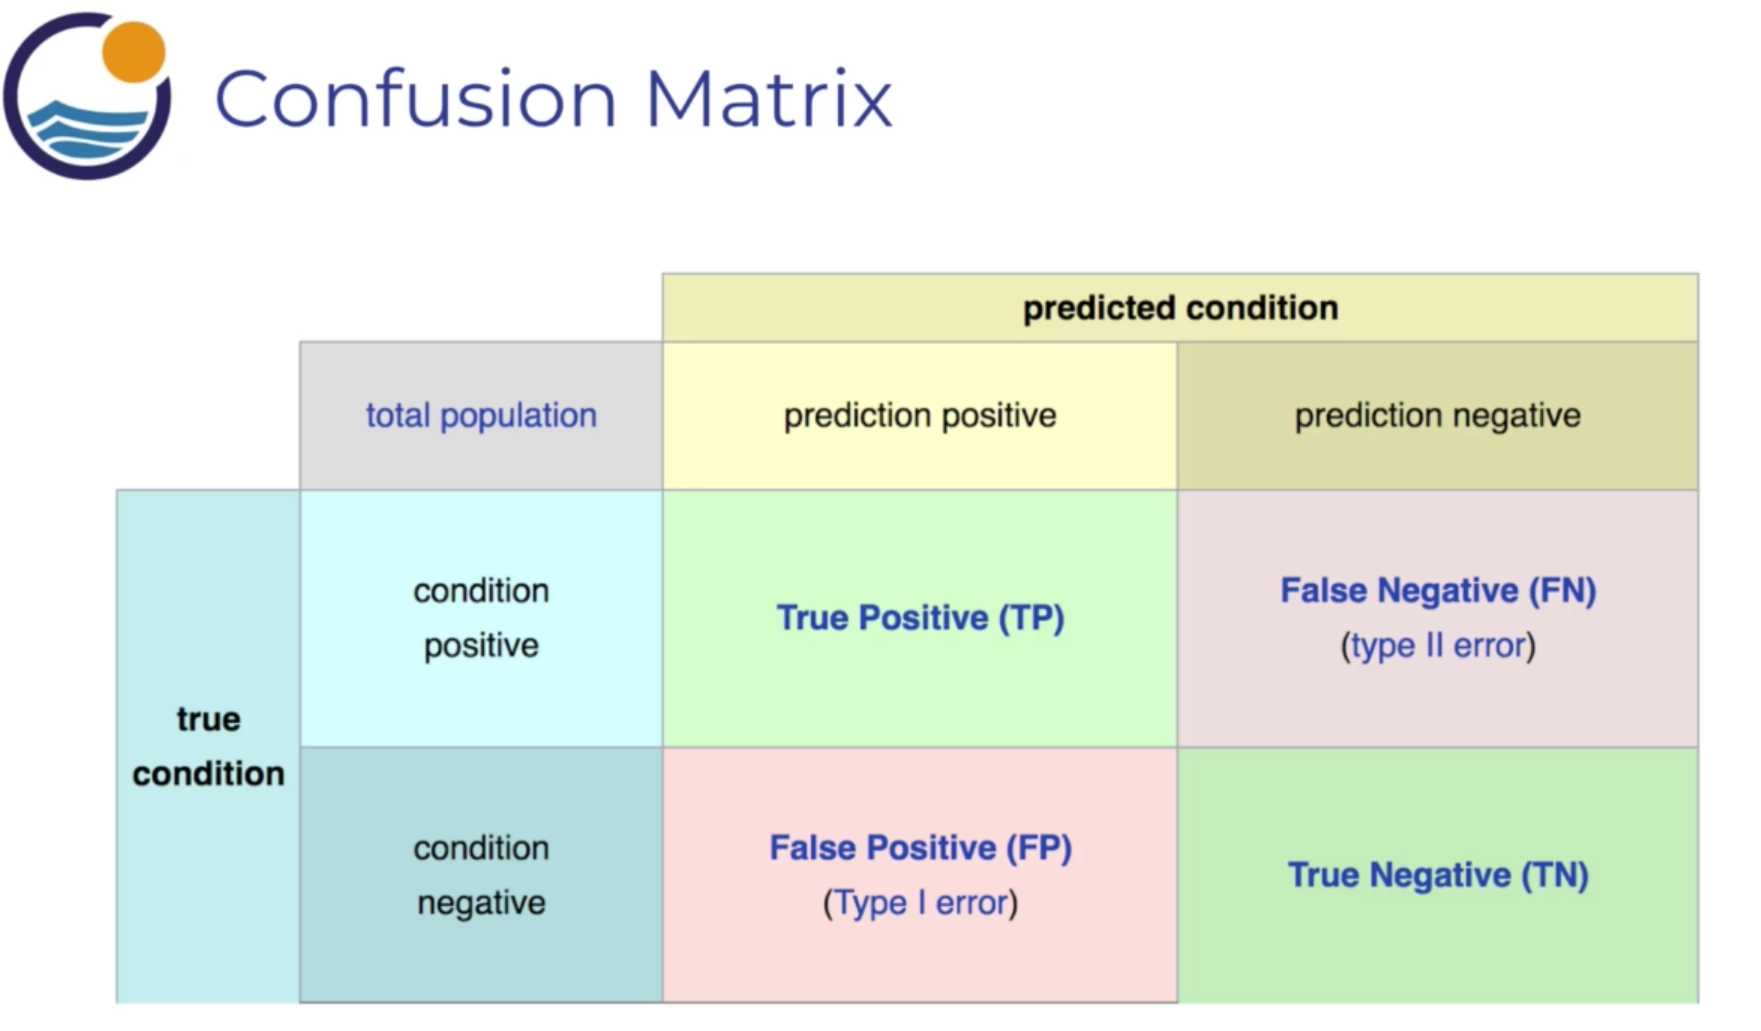 Confusion Matrix
predicted condition
total population
prediction positive
prediction negative
true
condition
condition
positive
True Positive (TP)
False Negative (FN)
(type II error)
condition
negative
False Positive (FP)
(Type I error)
True Negative (TN)